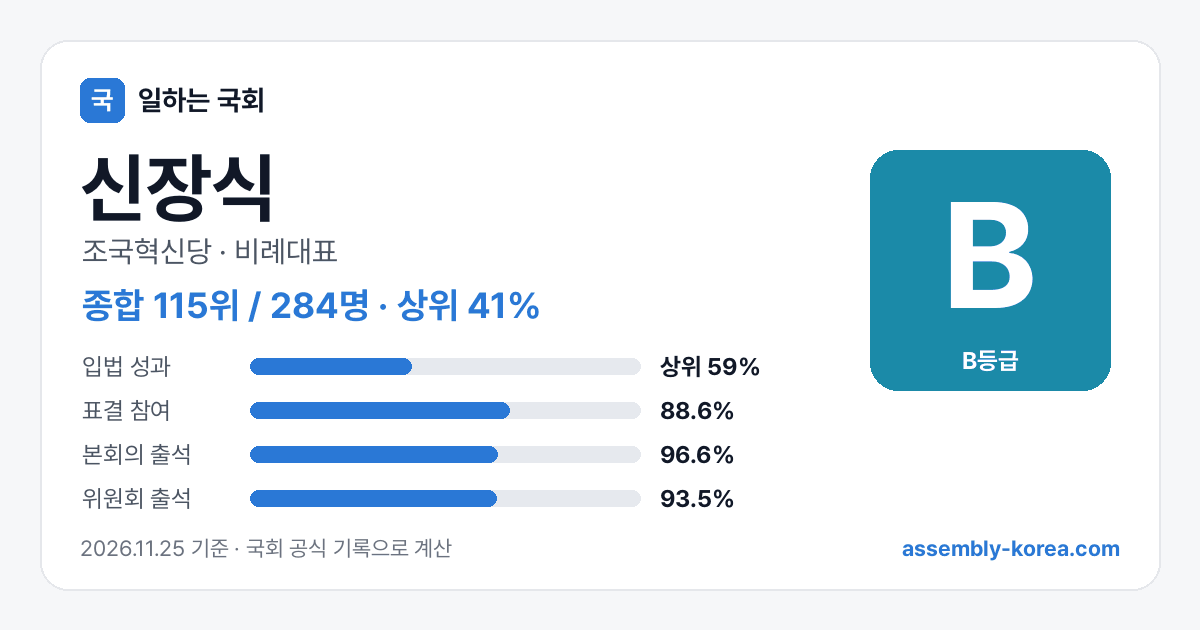 국 일하는 국회
신장식
조국혁신당 · 비례대표
종합 115위 / 284명 · 상위 41%
B
B등급
입법 성과 상위 59%
표결 참여 88.6%
본회의 출석 96.6%
위원회 출석 93.5%
2026.11.25 기준 · 국회 공식 기록으로 계산
assembly-korea.com